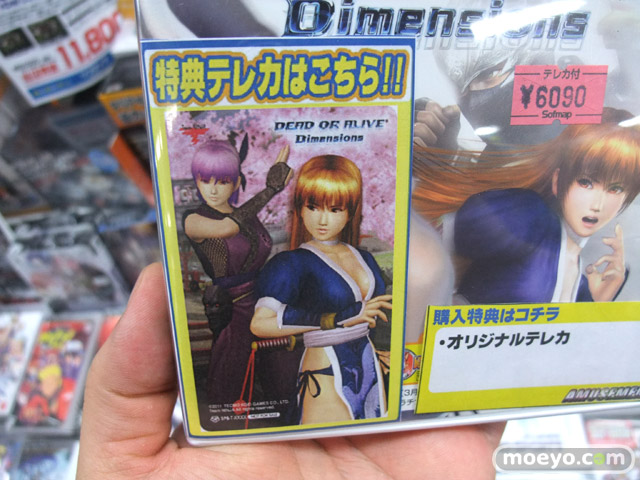 Dimensions
11,800
特典テレカはこちら!!
テレカ付
¥6090
Sofmap
DEAD OR ALIVE
Dimensions
購入特典はコチラ
・オリジナルテレカ
AMUSEMEN
moeyo.com